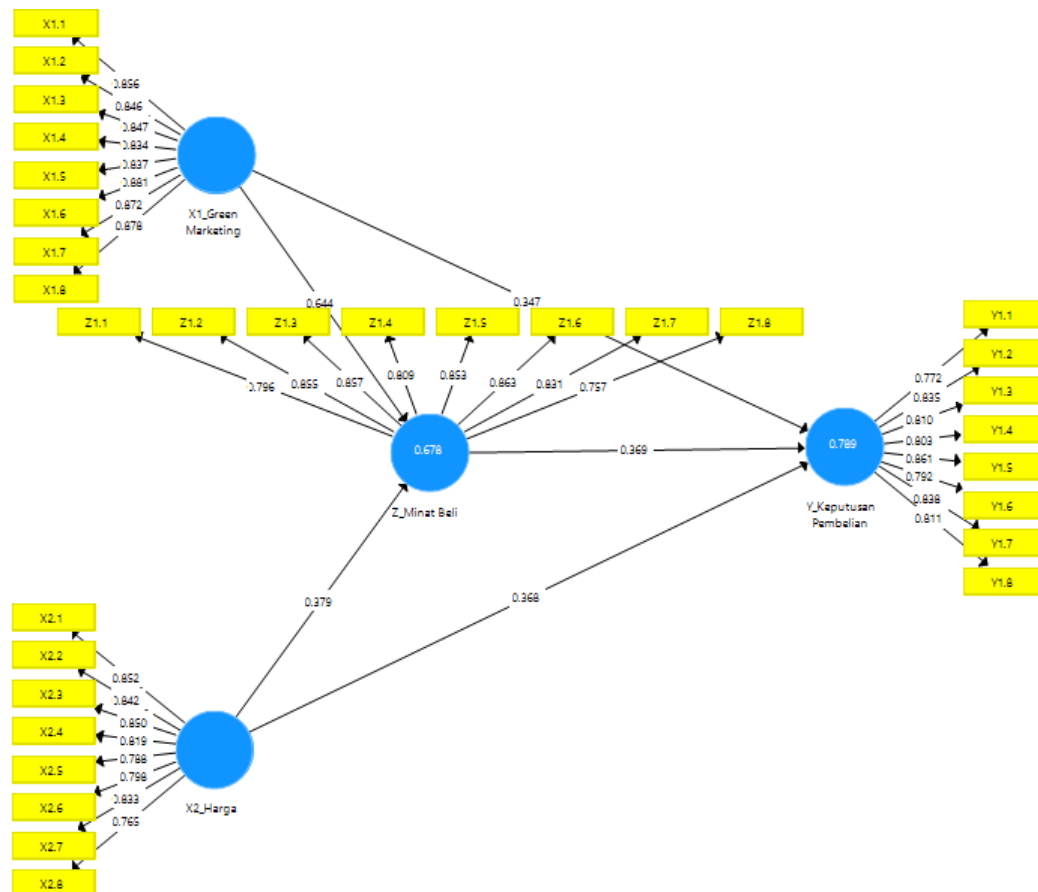 X1.1
X1.2
X1.3
X1.4
X1.5
X1.6
X1.7
X1.8
0.856
0.846
0.847
0.834
0.837
0.881
0.872
0.878
X1_Green
Marketing
0.644
0.347
Z1.1
Z1.2
Z1.3
Z1.4
Z1.5
Z1.6
Z1.7
Z1.8
0.796
0.855
0.857
0.809
0.853
0.863
0.831
0.757
0.678
Z_Minat Beli
0.369
0.789
Y_Keputusan
Pembelian
Y1.1
Y1.2
Y1.3
Y1.4
Y1.5
Y1.6
Y1.7
Y1.8
0.772
0.835
0.810
0.803
0.861
0.792
0.838
0.811
0.379
0.368
X2.1
X2.2
X2.3
X2.4
X2.5
X2.6
X2.7
X2.8
0.852
0.842
0.850
0.819
0.788
0.798
0.833
0.765
X2_Harga